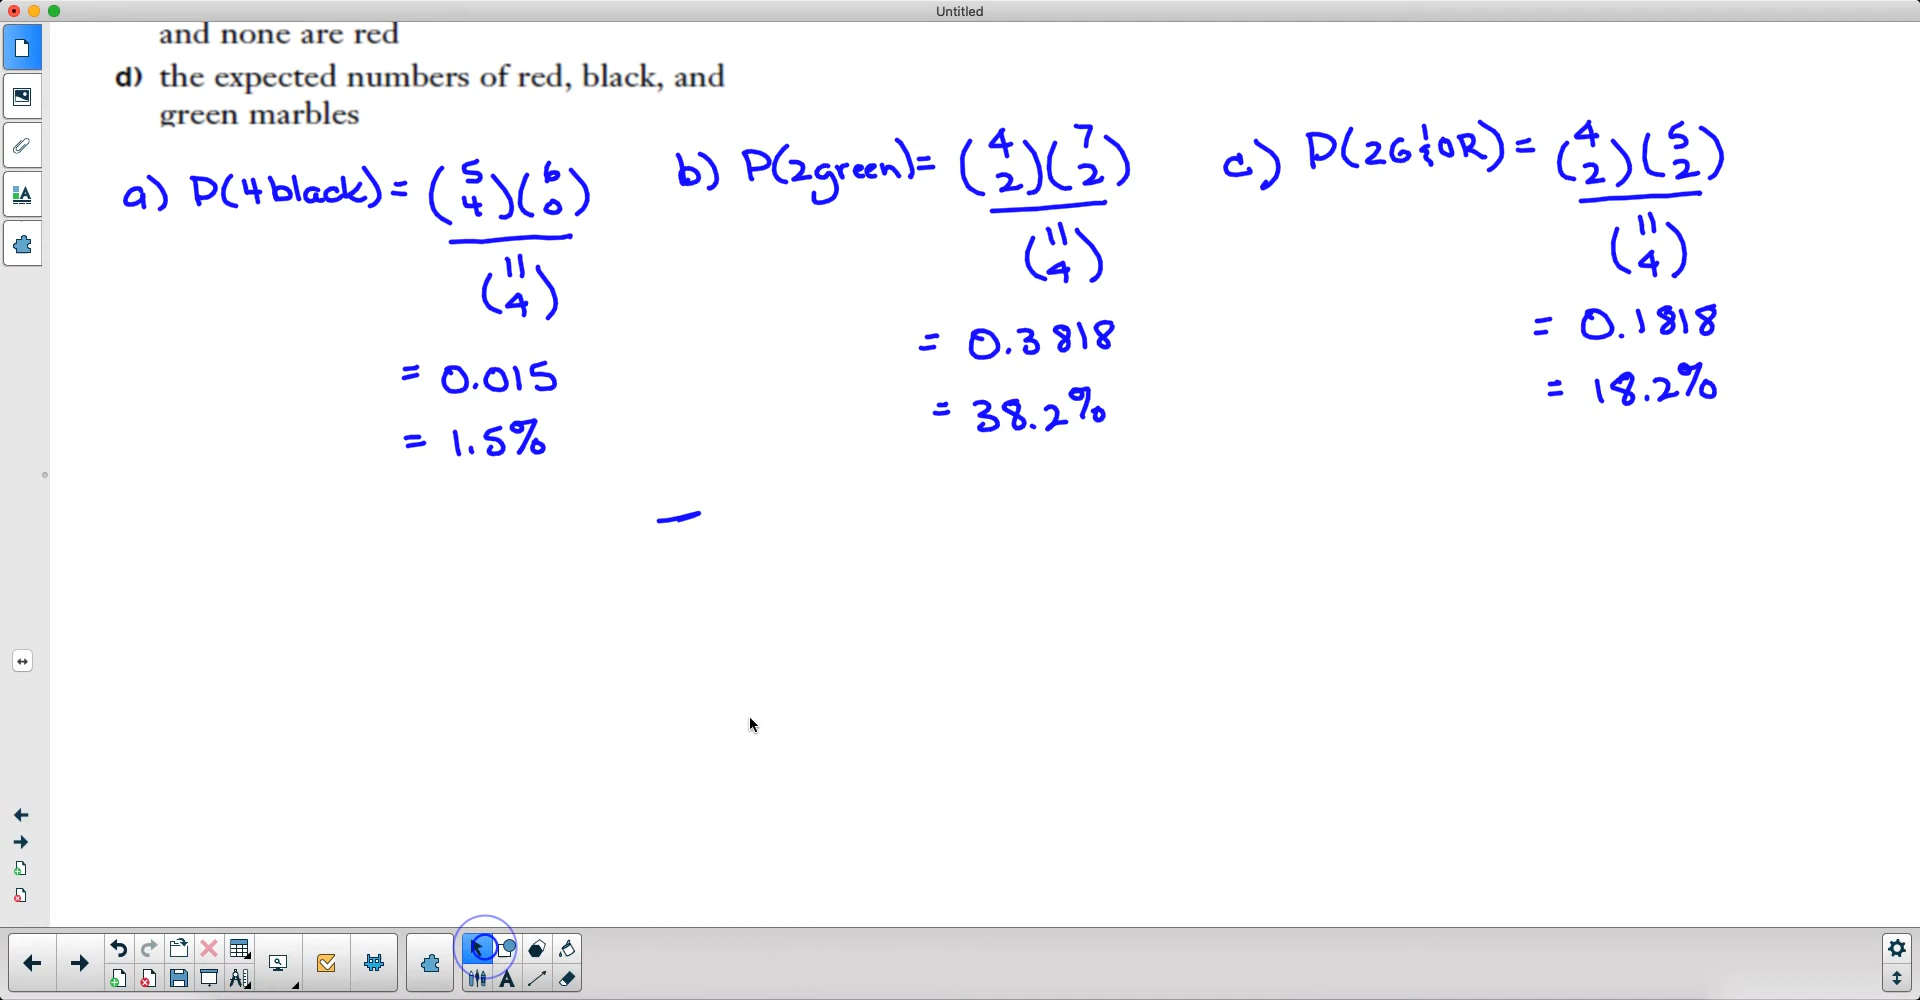 Untitled
and none are red
d) the expected numbers of red, black, and
green marbles
a) P(4black) = (5 4)(6 0)
(11 4)
= 0.015
= 1.5%
b) P(2green) = (4 2)(7 2)
(11 4)
= 0.3818
= 38.2%
c) P(2G & 0R) = (4 2)(5 2)
(11 4)
= 0.1818
= 18.2%